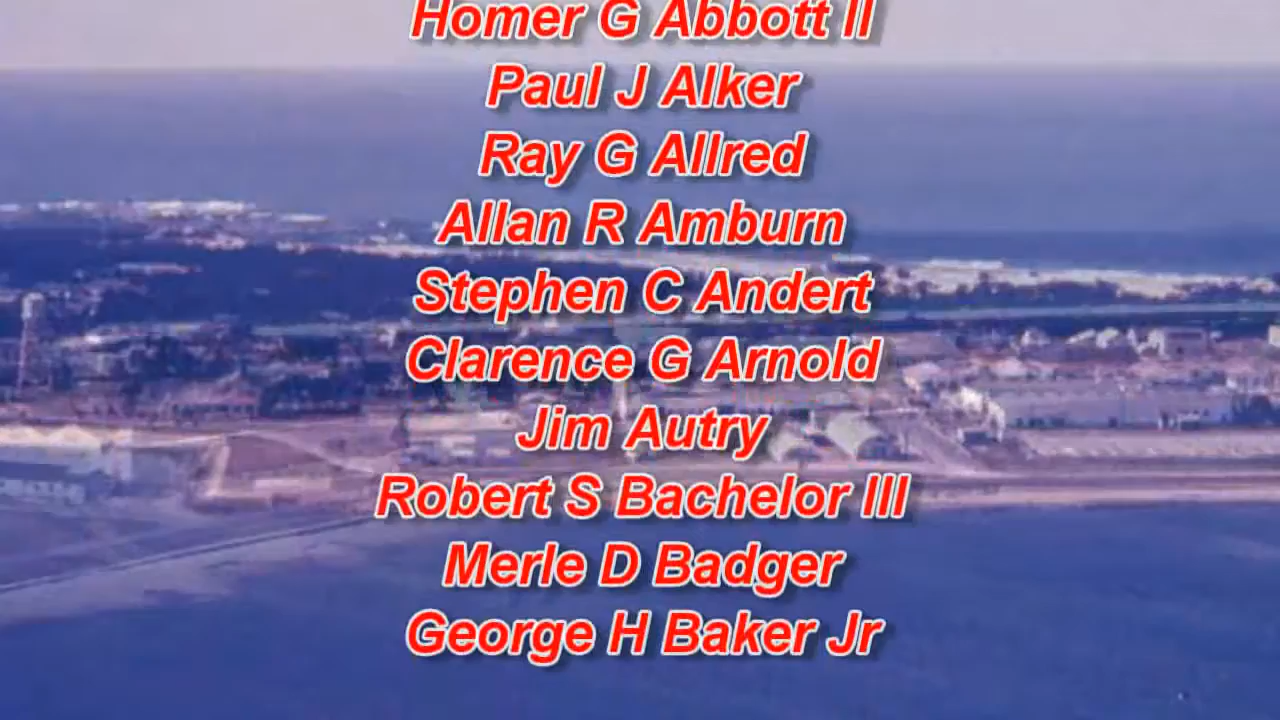 Homer G Abbott II
Paul J Alker
Ray G Allred
Allan R Amburn
Stephen C Andert
Clarence G Arnold
Jim Autry
Robert S Bachelor III
Merle D Badger
George H Baker Jr